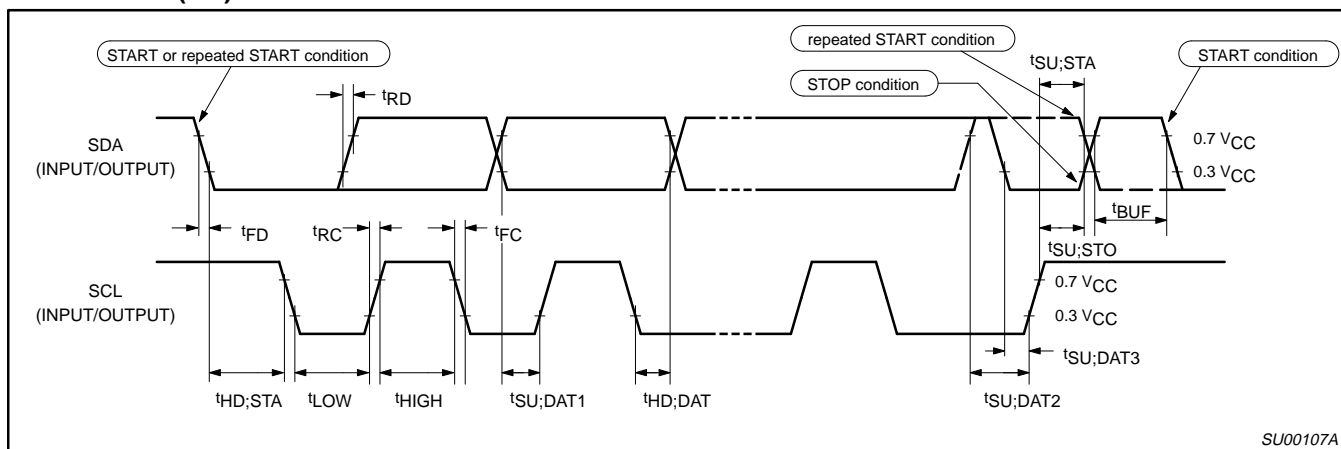 repeated START condition
START or repeated START condition
tSU;STA
START condition
STOP condition
tRD
SDA
(INPUT/OUTPUT)
0.7 VCC
0.3 VCC
tBUF
tFD
tRC
tFC
tSU;STO
SCL
(INPUT/OUTPUT)
0.7 VCC
0.3 VCC
tSU;DAT3
tHD;STA
tLOW
tHIGH
tSU;DAT1
tHD;DAT
tSU;DAT2
SU00107A